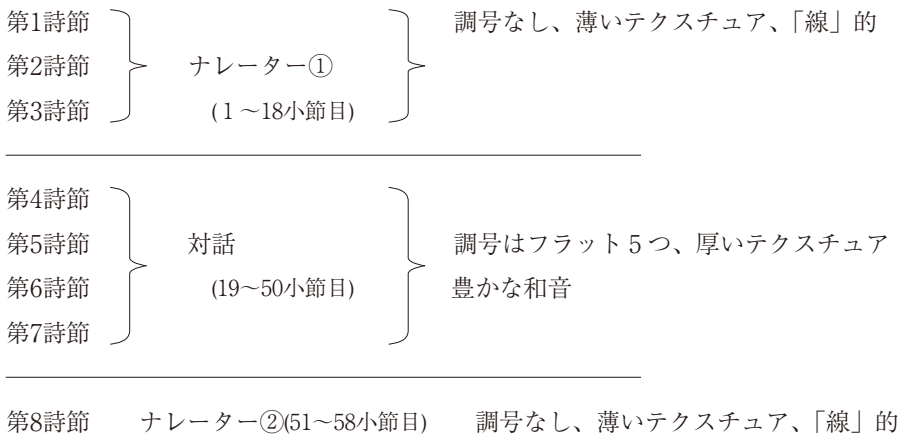 第1詩節 調号なし、薄いテクスチュア、「線」的
第2詩節 ナレーター①
第3詩節 (1～18小節目)
第4詩節
第5詩節 対話 調号はフラット5つ、厚いテクスチュア
第6詩節 (19～50小節目) 豊かな和音
第7詩節
第8詩節 ナレーター②(51～58小節目) 調号なし、薄いテクスチュア、「線」的